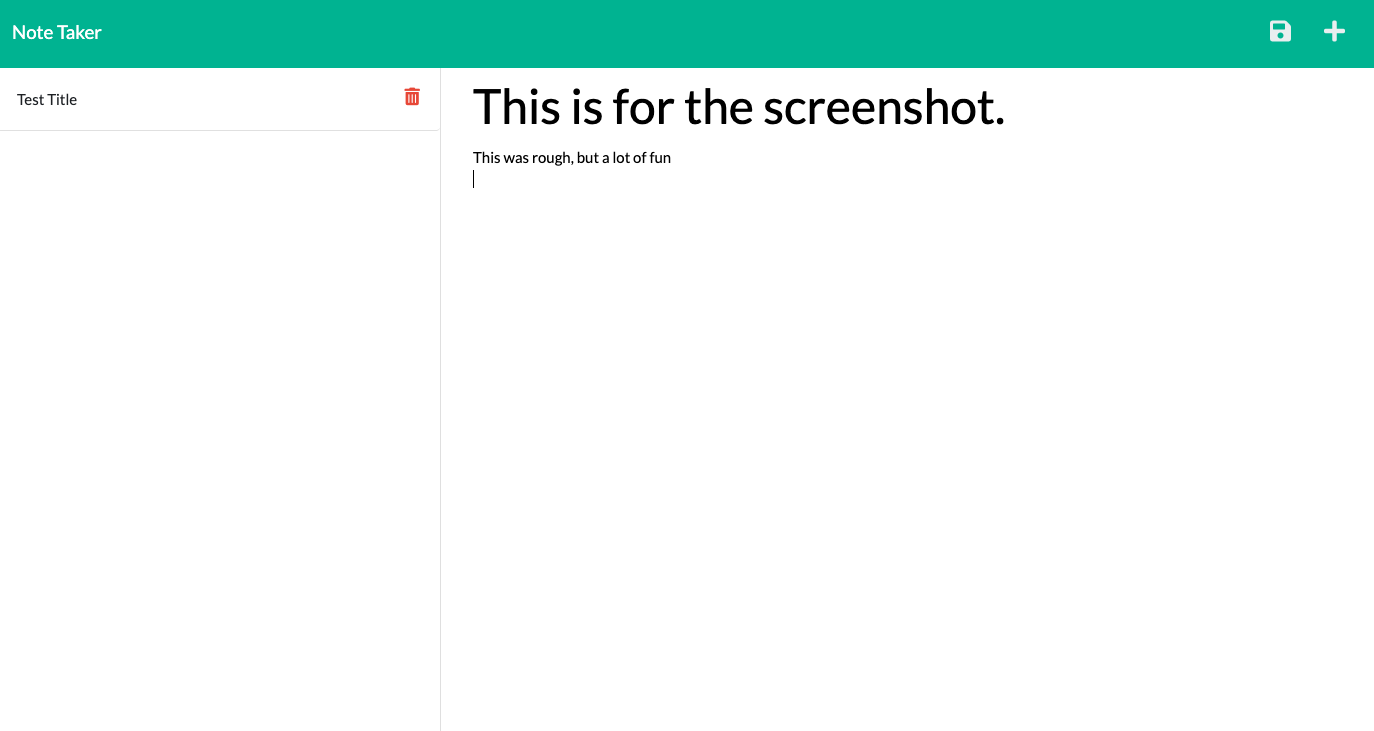 Note Taker
Test Title
This is for the screenshot.
This was rough, but a lot of fun